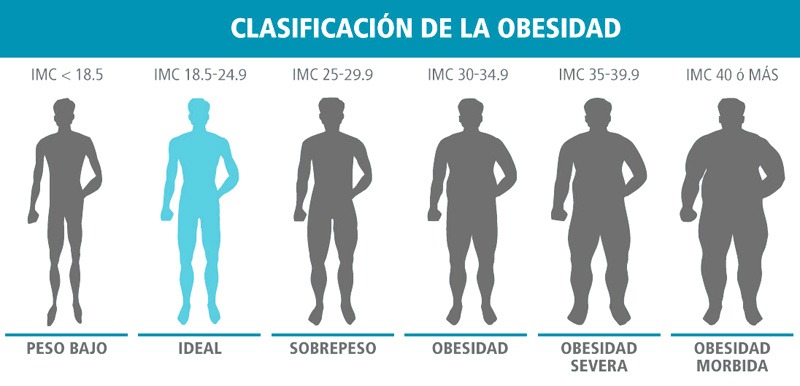 CLASIFICACIÓN DE LA OBESIDAD
IMC < 18.5
IMC 18.5-24.9
IMC 25-29.9
IMC 30-34.9
IMC 35-39.9
IMC 40 ó MÁS
PESO BAJO
IDEAL
SOBREPESO
OBESIDAD
OBESIDAD
SEVERA
OBESIDAD
MORBIDA